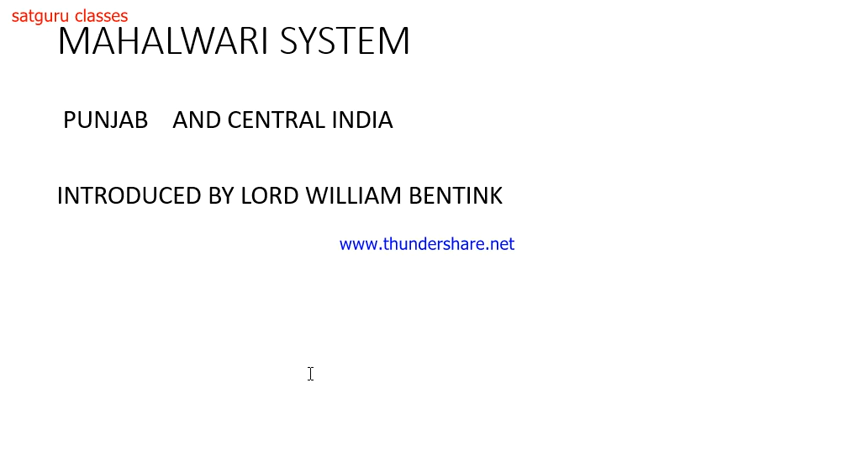 satguru classes
MAHALWARI SYSTEM
PUNJAB AND CENTRAL INDIA
INTRODUCED BY LORD WILLIAM BENTINK
www.thundershare.net